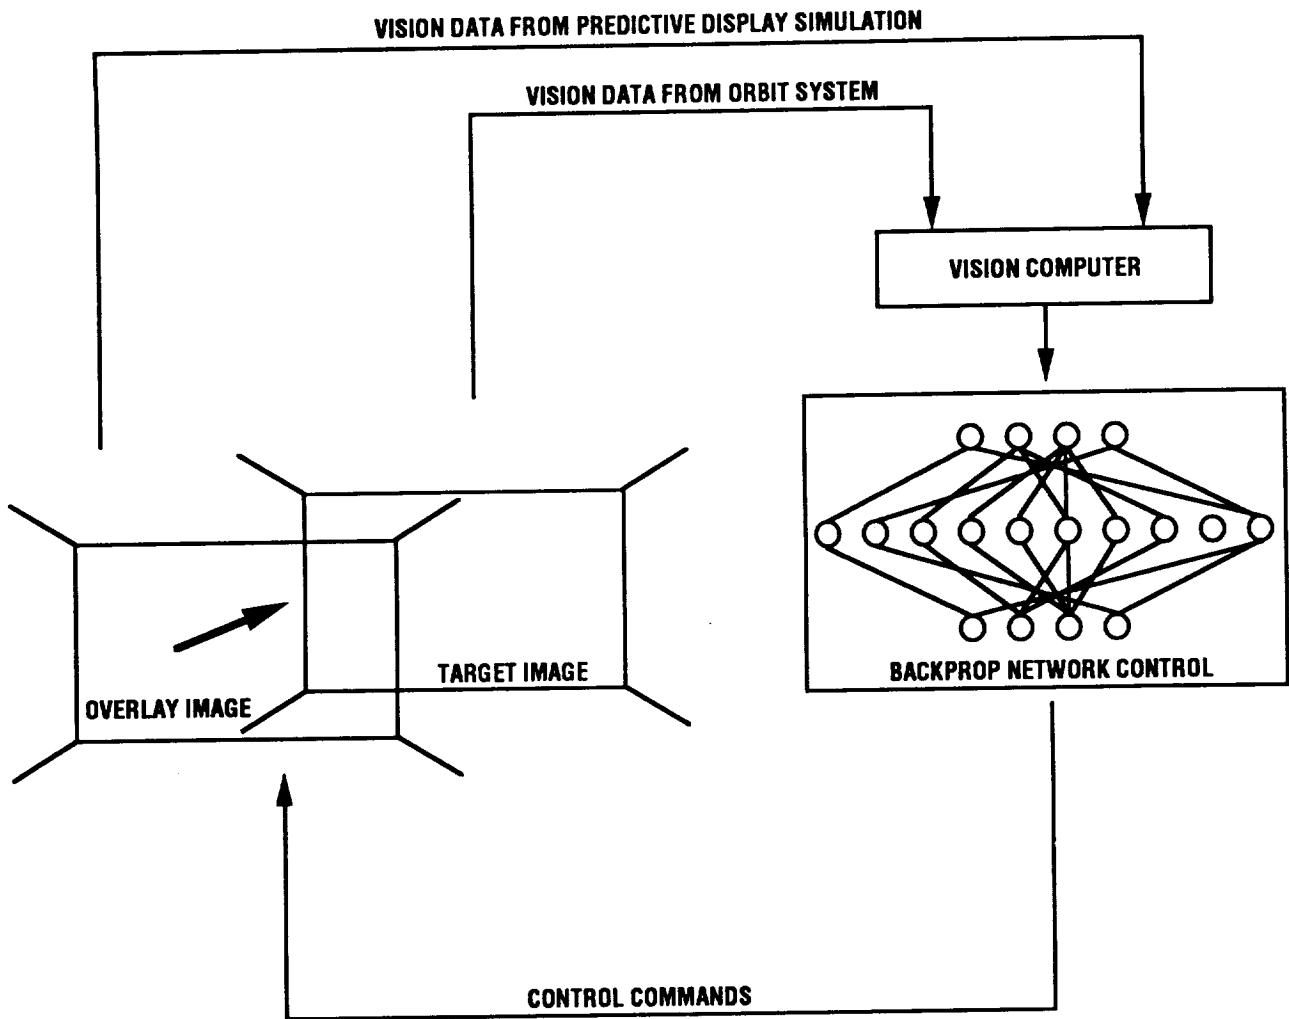 VISION DATA FROM PREDICTIVE DISPLAY SIMULATION
VISION DATA FROM ORBIT SYSTEM
VISION COMPUTER
TARGET IMAGE
BACKPROP NETWORK CONTROL
OVERLAY IMAGE
CONTROL COMMANDS